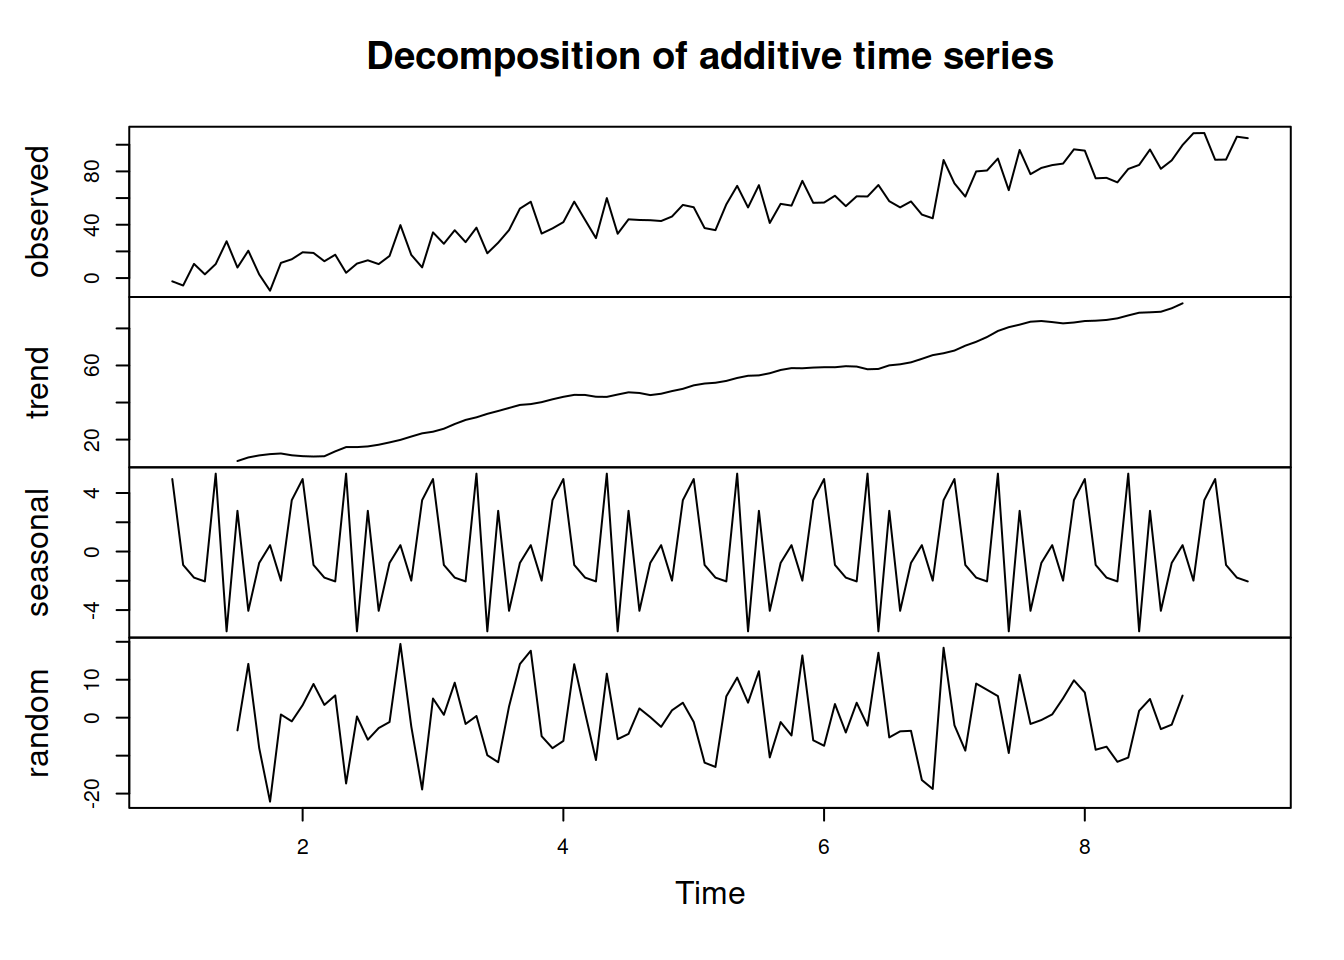 Decomposition of additive time series
observed
0 40 80
trend
20 60
seasonal
-4 0 4
random
-20 0 10
2 4 6 8
Time